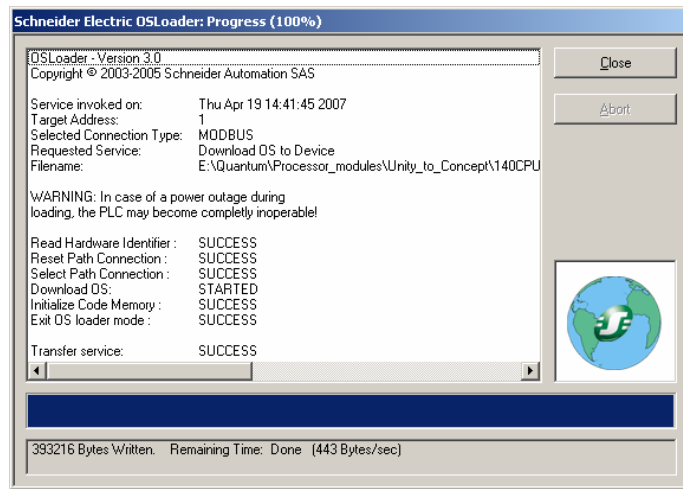 Schneider Electric OSLoader: Progress (100%)
OSLoader - Version 3.0
Copyright © 2003-2005 Schneider Automation SAS
Close
Service invoked on: Thu Apr 19 14:41:45 2007
Abort
Target Address: 1
Selected Connection Type: MODBUS
Requested Service: Download OS to Device
Filename: E:\Quantum\Processor_modules\Unity_to_Concept\140CPU
WARNING: In case of a power outage during
loading, the PLC may become completly inoperable!
Read Hardware Identifier : SUCCESS
Reset Path Connection : SUCCESS
Select Path Connection : SUCCESS
Download OS: STARTED
Initialize Code Memory : SUCCESS
Exit OS loader mode : SUCCESS
Transfer service: SUCCESS
393216 Bytes Written. Remaining Time: Done (443 Bytes/sec)